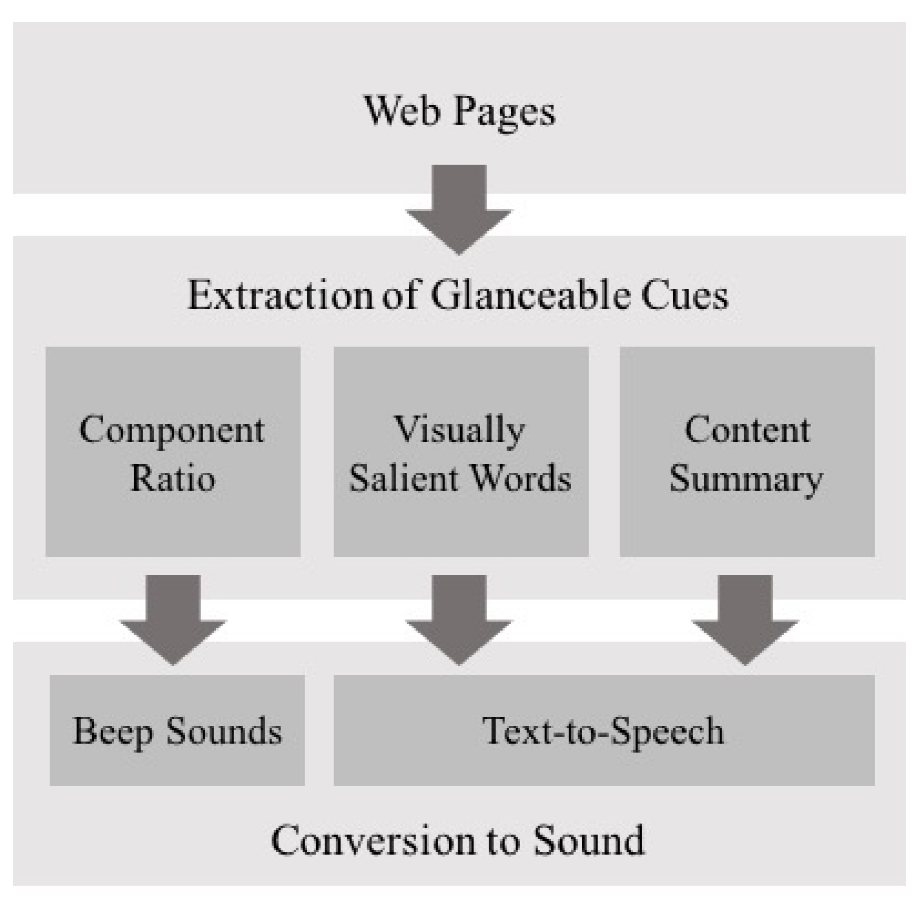 Web Pages
Extraction of Glanceable Cues
Component
Ratio
Visually
Salient Words
Content
Summary
Beep Sounds
Text-to-Speech
Conversion to Sound